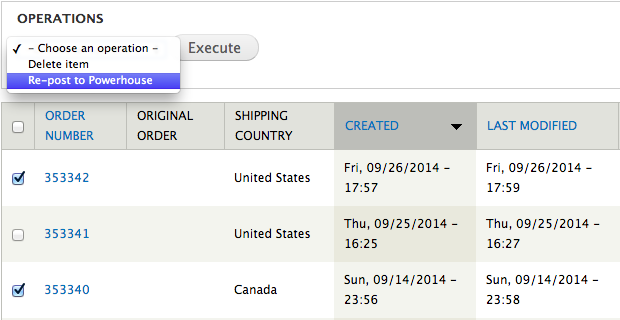 OPERATIONS
✓ – Choose an operation –
Execute
Delete item
Re-post to Powerhouse
ORDER NUMBER ORIGINAL ORDER SHIPPING COUNTRY CREATED LAST MODIFIED
353342 United States Fri, 09/26/2014 – 17:57 Fri, 09/26/2014 – 17:59
353341 United States Thu, 09/25/2014 – 16:25 Thu, 09/25/2014 – 16:27
353340 Canada Sun, 09/14/2014 – 23:56 Sun, 09/14/2014 – 23:58